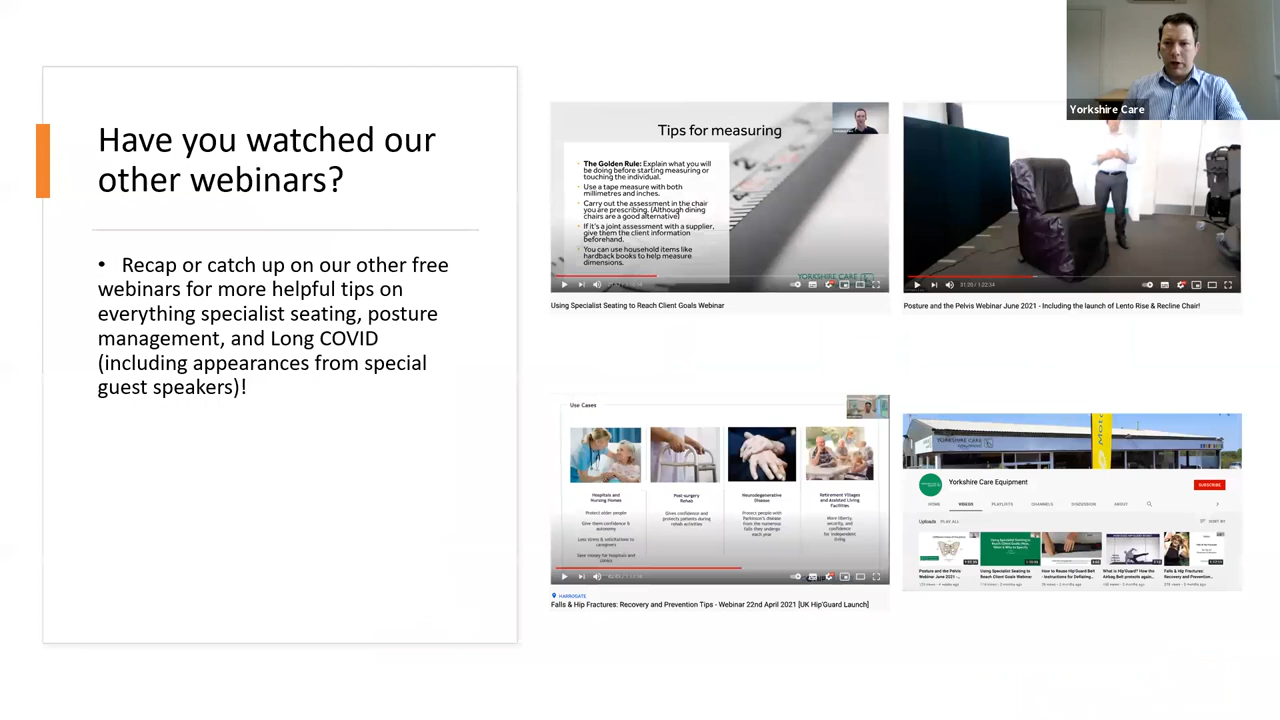 Yorkshire Care
Have you watched our
other webinars?
• Recap or catch up on our other free
webinars for more helpful tips on
everything specialist seating, posture
management, and Long COVID
(including appearances from special
guest speakers)!
Tips for measuring
The Golden Rule: Explain what you will
be doing before starting measuring or
touching the individual.
Use a tape measure with both
millimetres and inches.
Carry out the assessment in the chair
you are prescribing. (Although dining
chairs are a good alternative)
If it's a joint assessment with a supplier,
give them the client information
beforehand.
You can use household items like
hardback books to help measure
dimensions.
YORKSHIRE CARE
Using Specialist Seating to Reach Client Goals Webinar
31:20 / 1:22:34
Posture and the Pelvis Webinar June 2021 - Including the launch of Lento Rise & Recline Chair!
Use Cases
Hospitals and
Nursing Homes
Protect older people
Give them confidence &
autonomy
Less stress & solicitations to
caregivers
Save money for hospitals and
clinics
Post-surgery
Rehab
Gives confidence and
protects patients during
rehab activities
Neurodegenerative
Disease
Protect people with
Parkinson's disease
from the numerous
falls they undergo
each year
Retirement Villages
and Assisted Living
Facilities
More liberty,
security, and
confidence
for independent
living
HARROGATE
Falls & Hip Fractures: Recovery and Prevention Tips - Webinar 22nd April 2021 [UK Hip'Guard Launch]
YORKSHIRE CARE
Yorkshire Care Equipment
SUBSCRIBE
HOME VIDEOS PLAYLISTS CHANNELS DISCUSSION ABOUT
Uploads PLAY ALL
SORT BY
Posture and the Pelvis
Webinar June 2021 -...
Using Specialist Seating to
Reach Client Goals Webinar
How to Reuse Hip'Guard Belt
- Instructions for Deflating...
What is Hip'Guard? How the
Airbag Belt protects again...
Falls & Hip Fractures:
Recovery and Prevention...